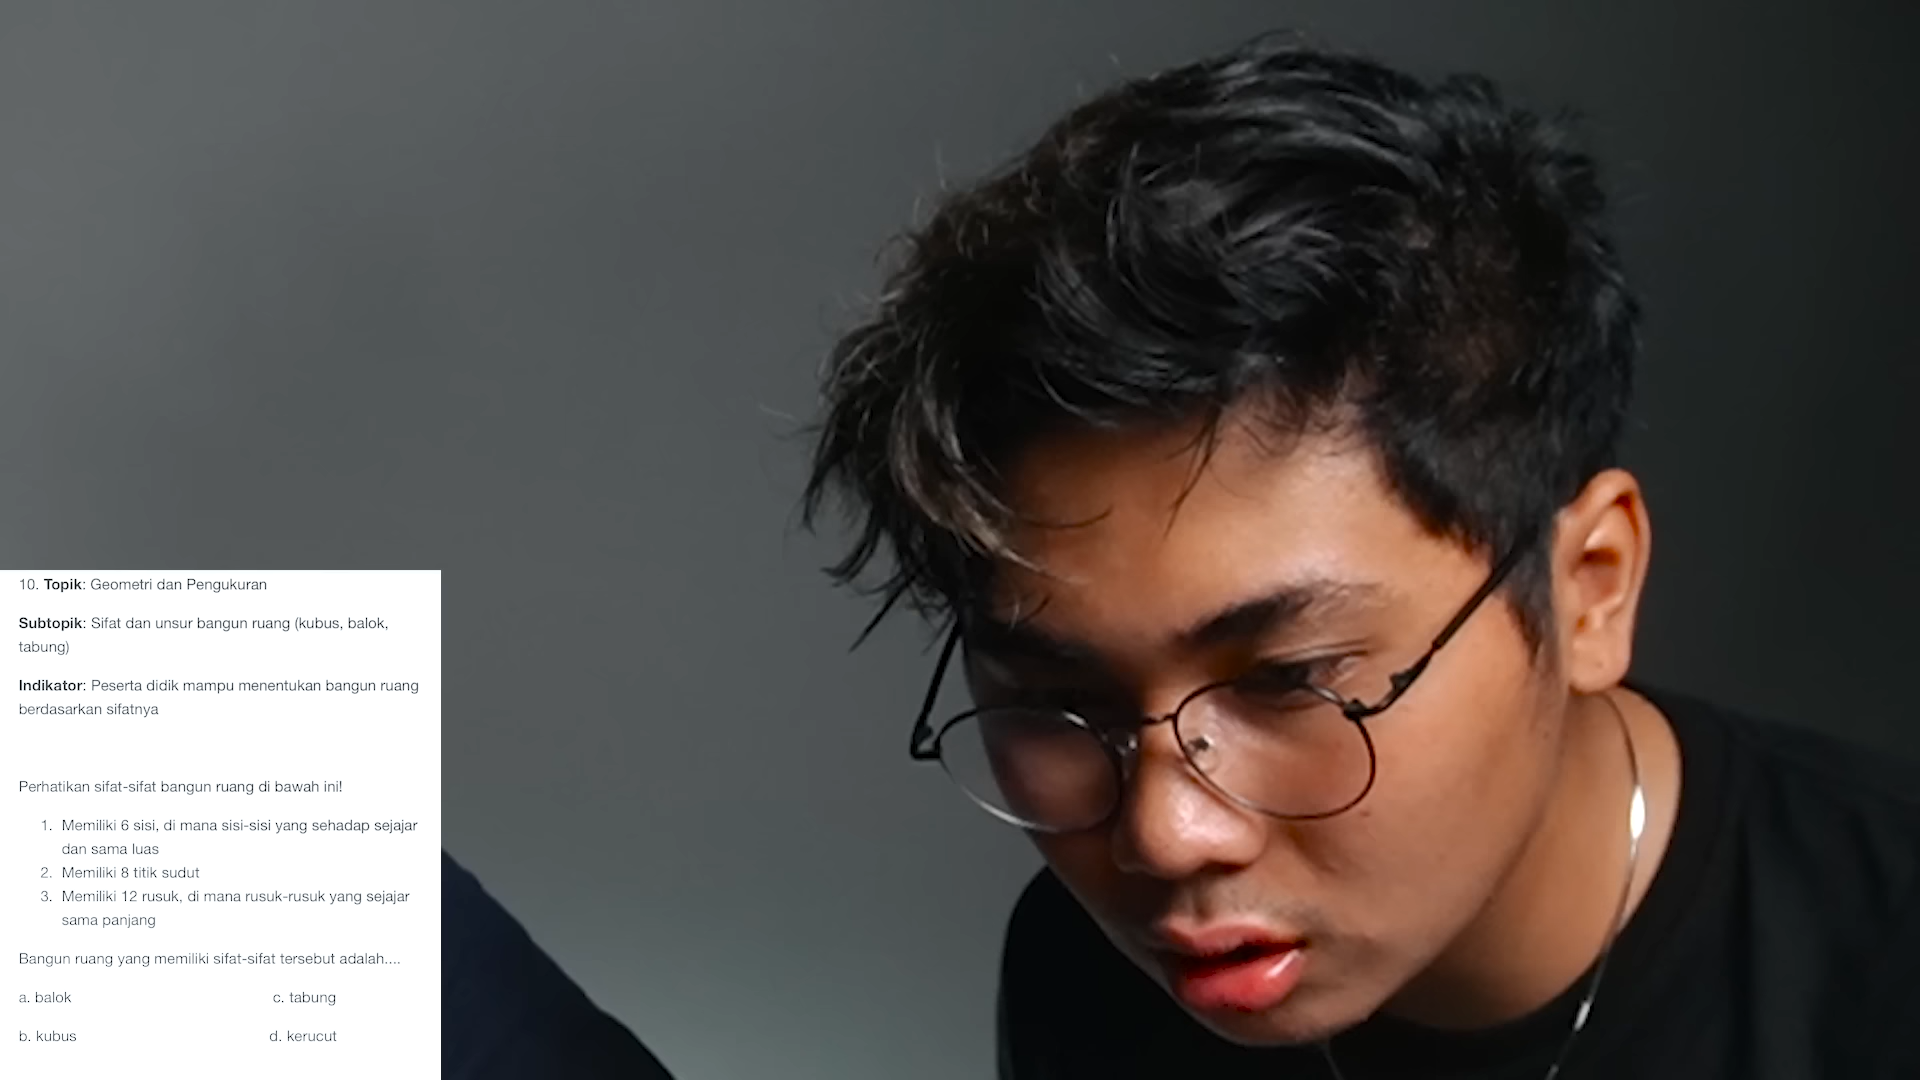 10. Topik: Geometri dan Pengukuran
Subtopik: Sifat dan unsur bangun ruang (kubus, balok,
tabung)
Indikator: Peserta didik mampu menentukan bangun ruang
berdasarkan sifatnya
Perhatikan sifat-sifat bangun ruang di bawah ini!
1. Memiliki 6 sisi, di mana sisi-sisi yang sehadap sejajar
dan sama luas
2. Memiliki 8 titik sudut
3. Memiliki 12 rusuk, di mana rusuk-rusuk yang sejajar
sama panjang
Bangun ruang yang memiliki sifat-sifat tersebut adalah....
a. balok c. tabung
b. kubus d. kerucut